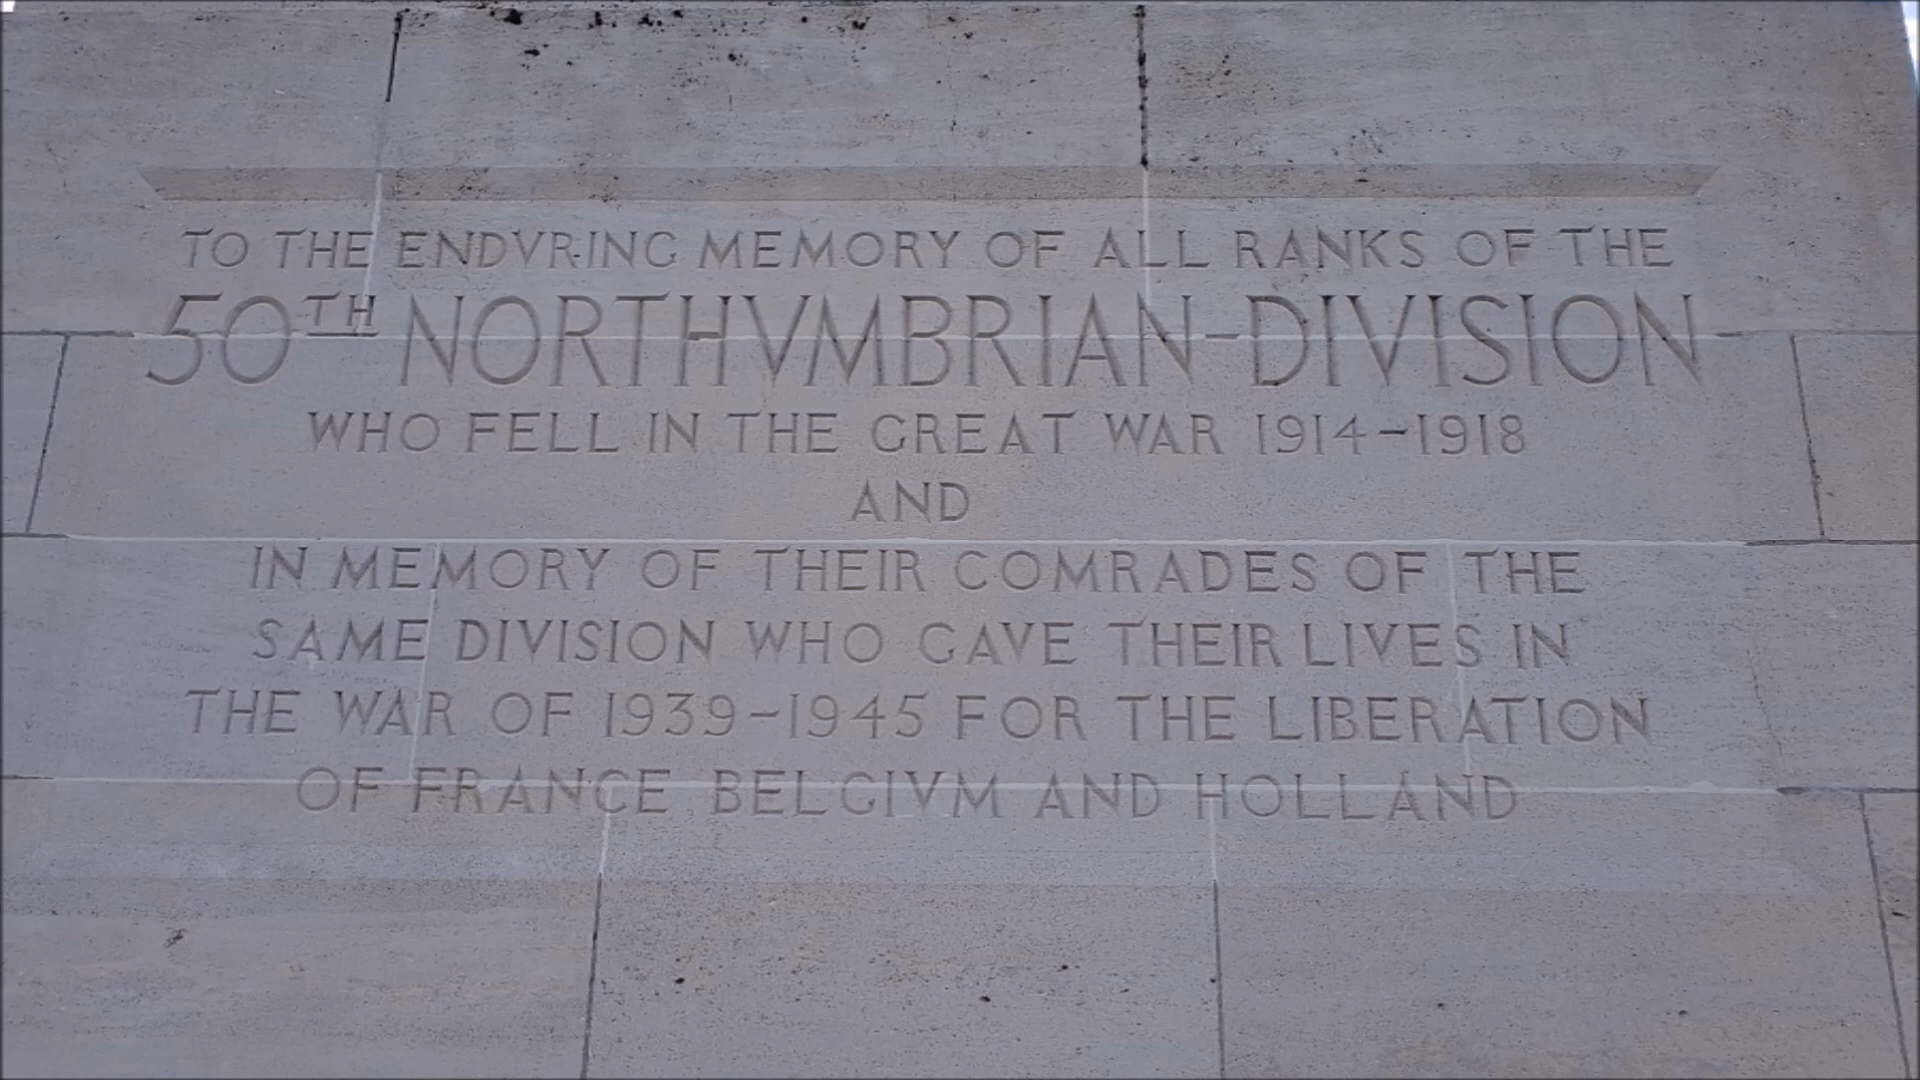 TO THE ENDVRING MEMORY OF ALL RANKS OF THE
50TH NORTHVMBRIAN-DIVISION-
WHO FELL IN THE GREAT WAR 1914-1918
AND
IN MEMORY OF THEIR COMRADES OF THE
SAME DIVISION WHO GAVE THEIR LIVES IN
THE WAR OF 1939-1945 FOR THE LIBERATION
OF FRANCE BELGIVM AND HOLLAND